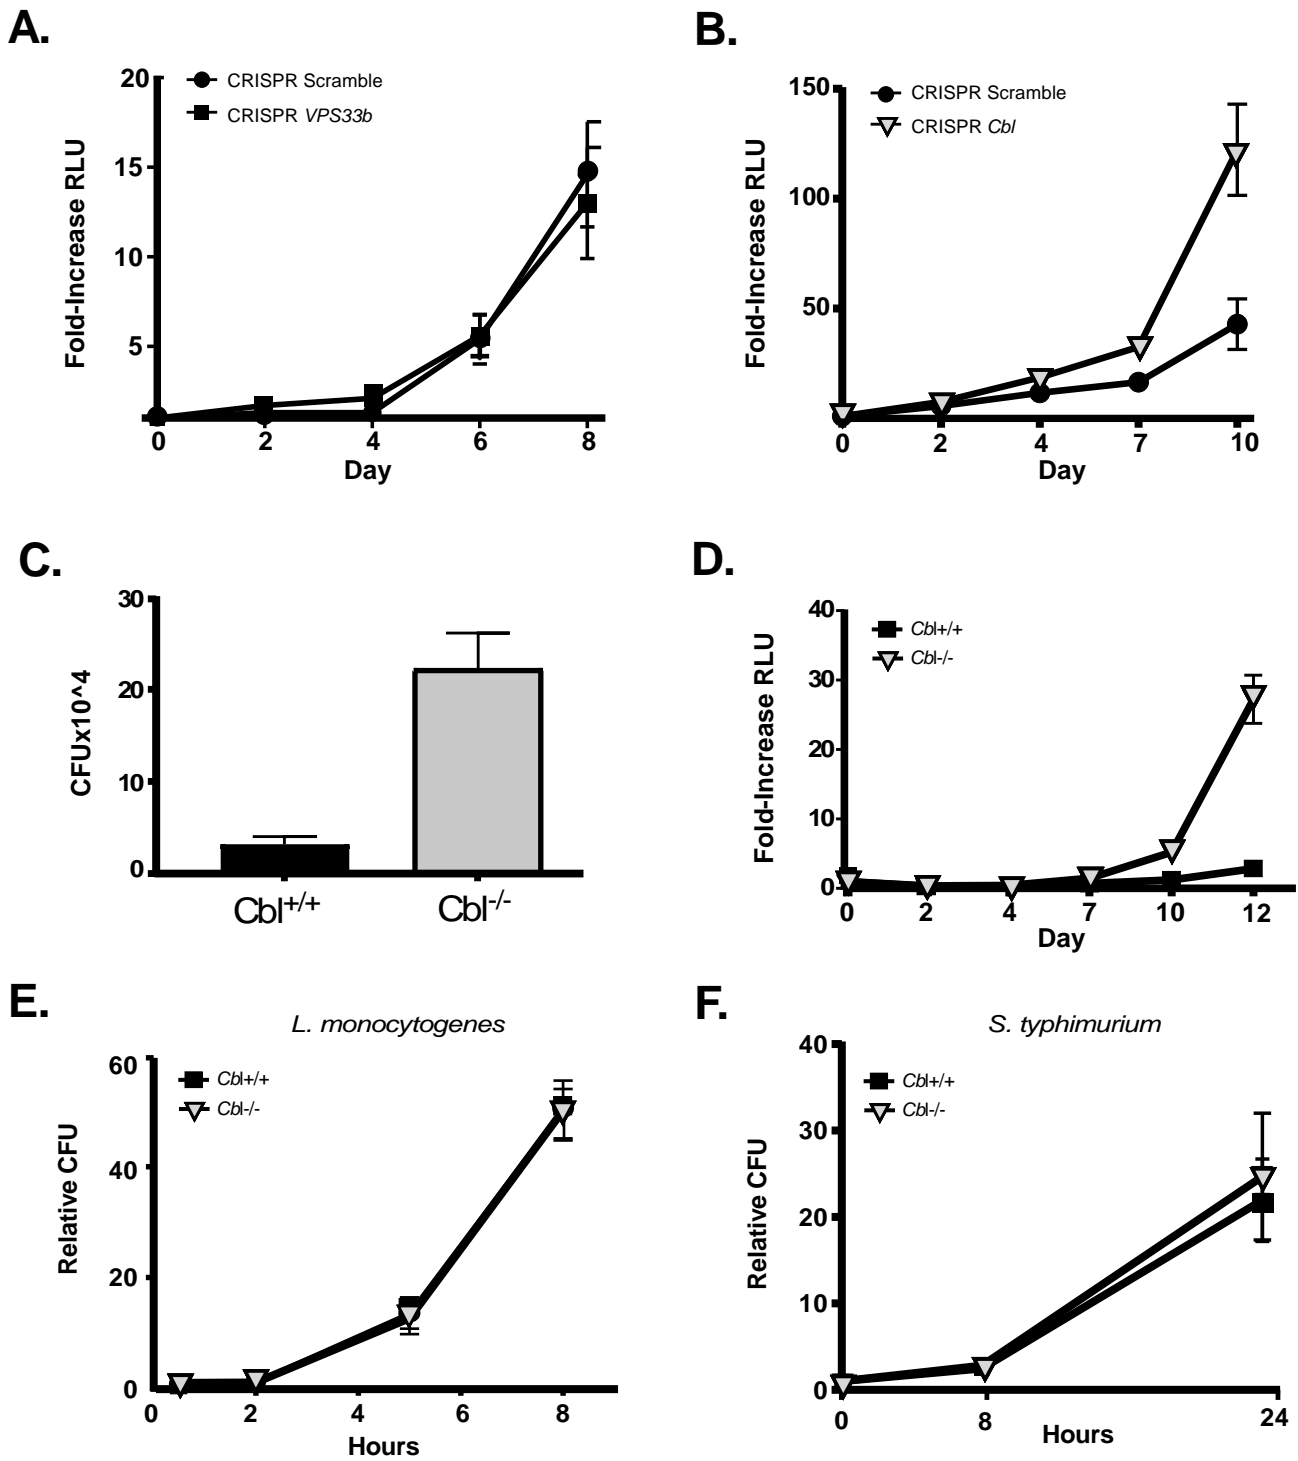 A.
20
15
10
5
Fold-Increase RLU
CRISPR Scramble
CRISPR VPS33b
0 2 4 6 8
Day
B.
150
100
50
Fold-Increase RLU
CRISPR Scramble
CRISPR Cbl
0 2 4 7 10
Day
C.
30
20
10
0
CFUx10^4
Cbl+/+ Cbl-/-
D.
40
30
20
10
0
Fold-Increase RLU
Cbl+/+
Cbl-/-
0 2 4 7 10 12
Day
E.
L. monocytogenes
60
40
20
0
Relative CFU
Cbl+/+
Cbl-/-
0 2 4 6 8
Hours
F.
S. typhimurium
40
30
20
10
0
Relative CFU
Cbl+/+
Cbl-/-
0 8 24
Hours